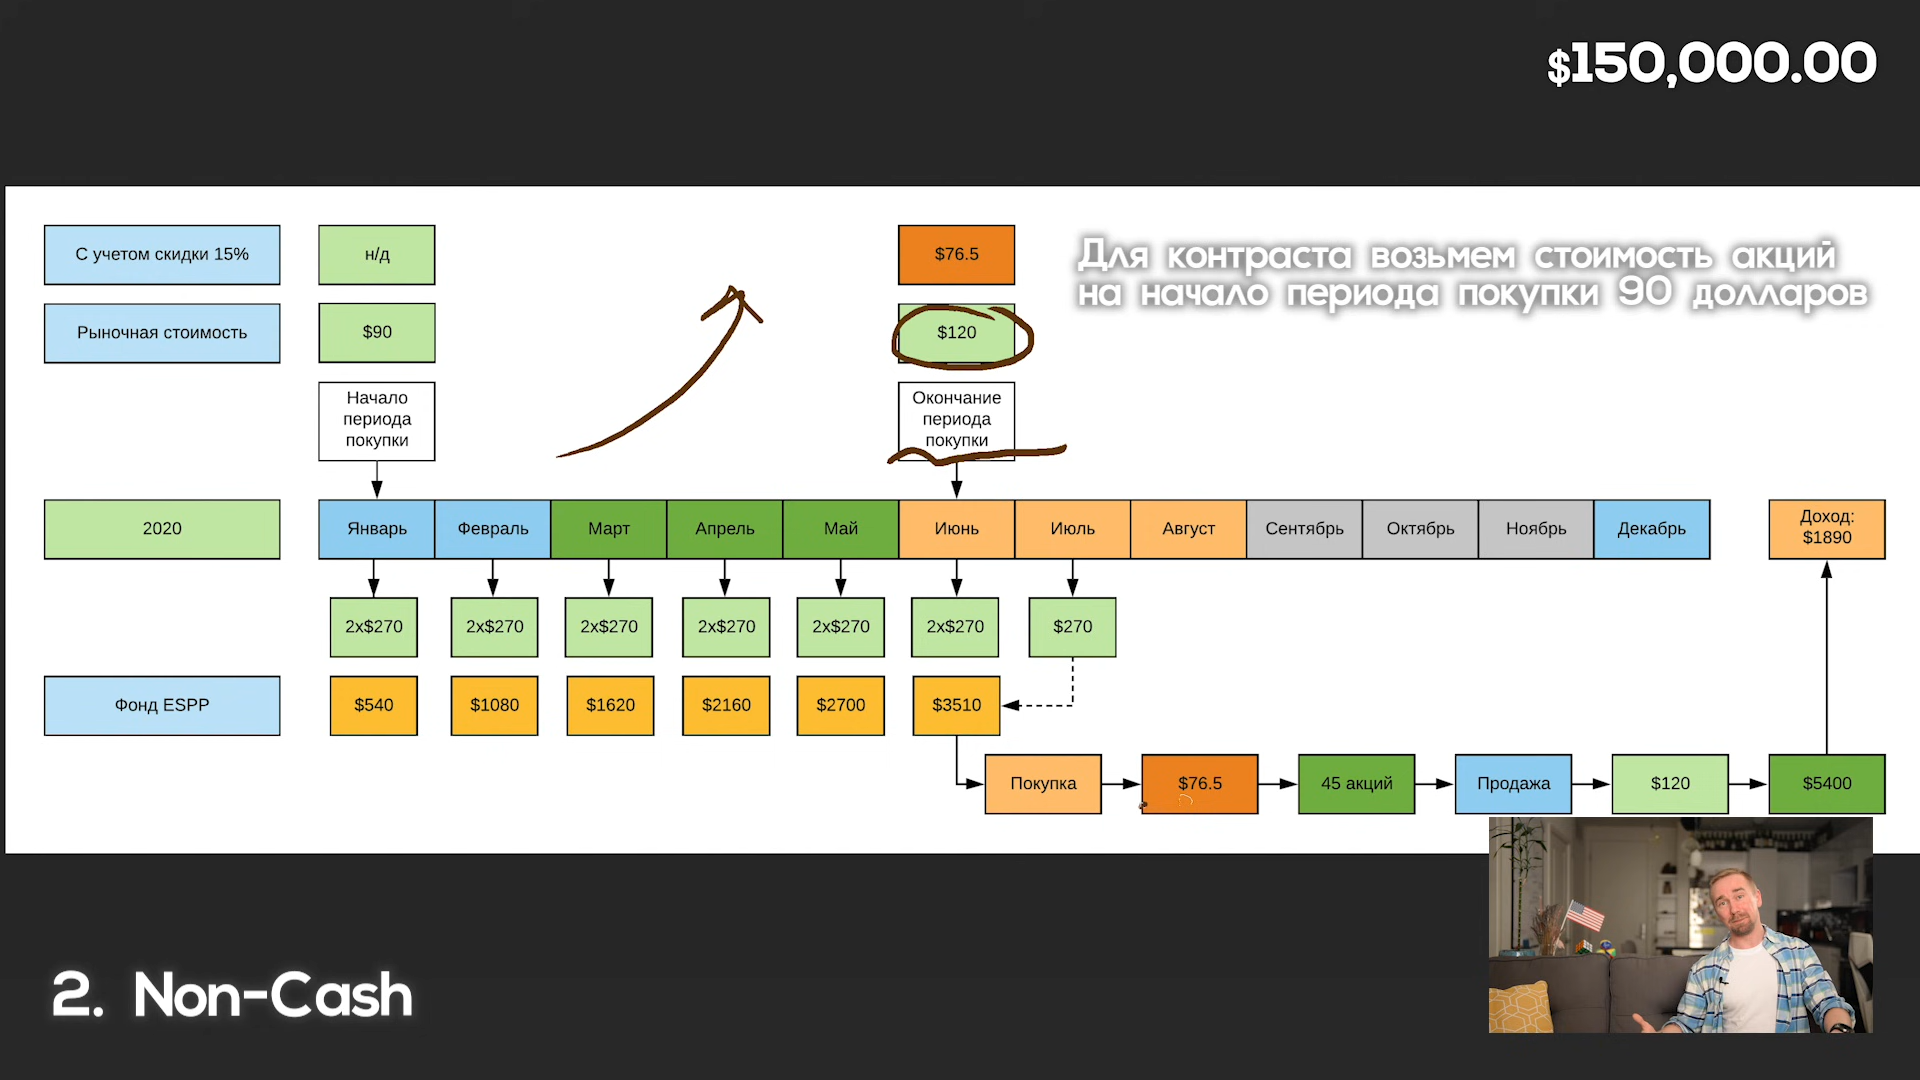 $150,000.00
С учетом скидки 15%
н/д
$76.5
Для контраста возьмем стоимость акций
на начало периода покупки 90 долларов
Рыночная стоимость
$90
$120
Начало
периода
покупки
Окончание
периода
покупки
2020
Январь
Февраль
Март
Апрель
Май
Июнь
Июль
Август
Сентябрь
Октябрь
Ноябрь
Декабрь
Доход:
$1890
2x$270
2x$270
2x$270
2x$270
2x$270
2x$270
$270
Фонд ESPP
$540
$1080
$1620
$2160
$2700
$3510
Покупка
$76.5
45 акций
Продажа
$120
$5400
2. Non-Cash